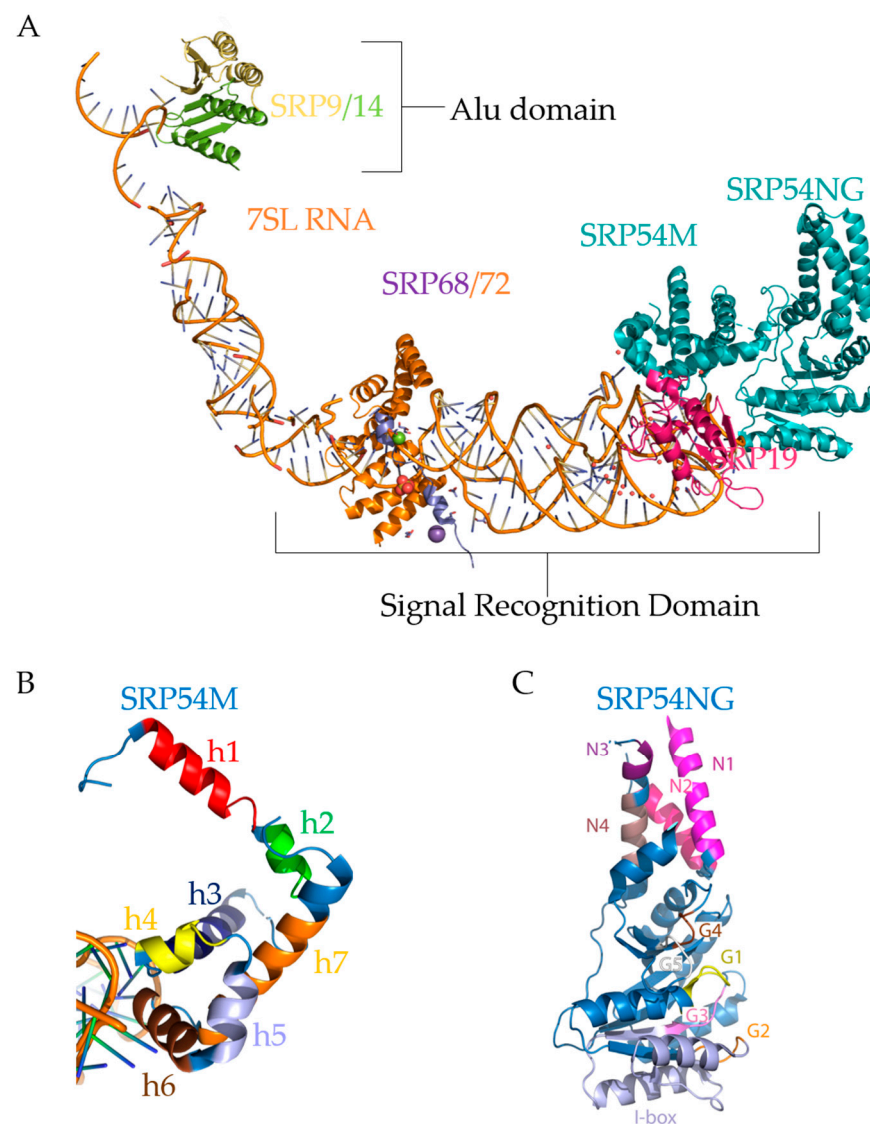 A
SRP9/14
Alu domain
SRP54NG
7SL RNA
SRP54M
SRP68/72
SRP19
Signal Recognition Domain
B
SRP54M
h1
h2
h3
h4
h7
h5
h6
C
SRP54NG
N3
N1
N2
N4
G4
G5
G1
G3
G2
I-box